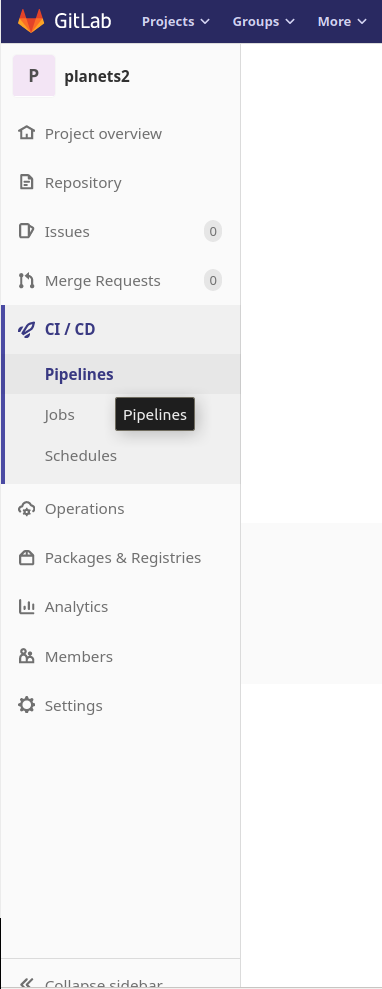 GitLab Projects Groups More
P planets2
Project overview
Repository
Issues 0
Merge Requests 0
CI / CD
Pipelines
Jobs Pipelines
Schedules
Operations
Packages & Registries
Analytics
Members
Settings
Collapse sidebar